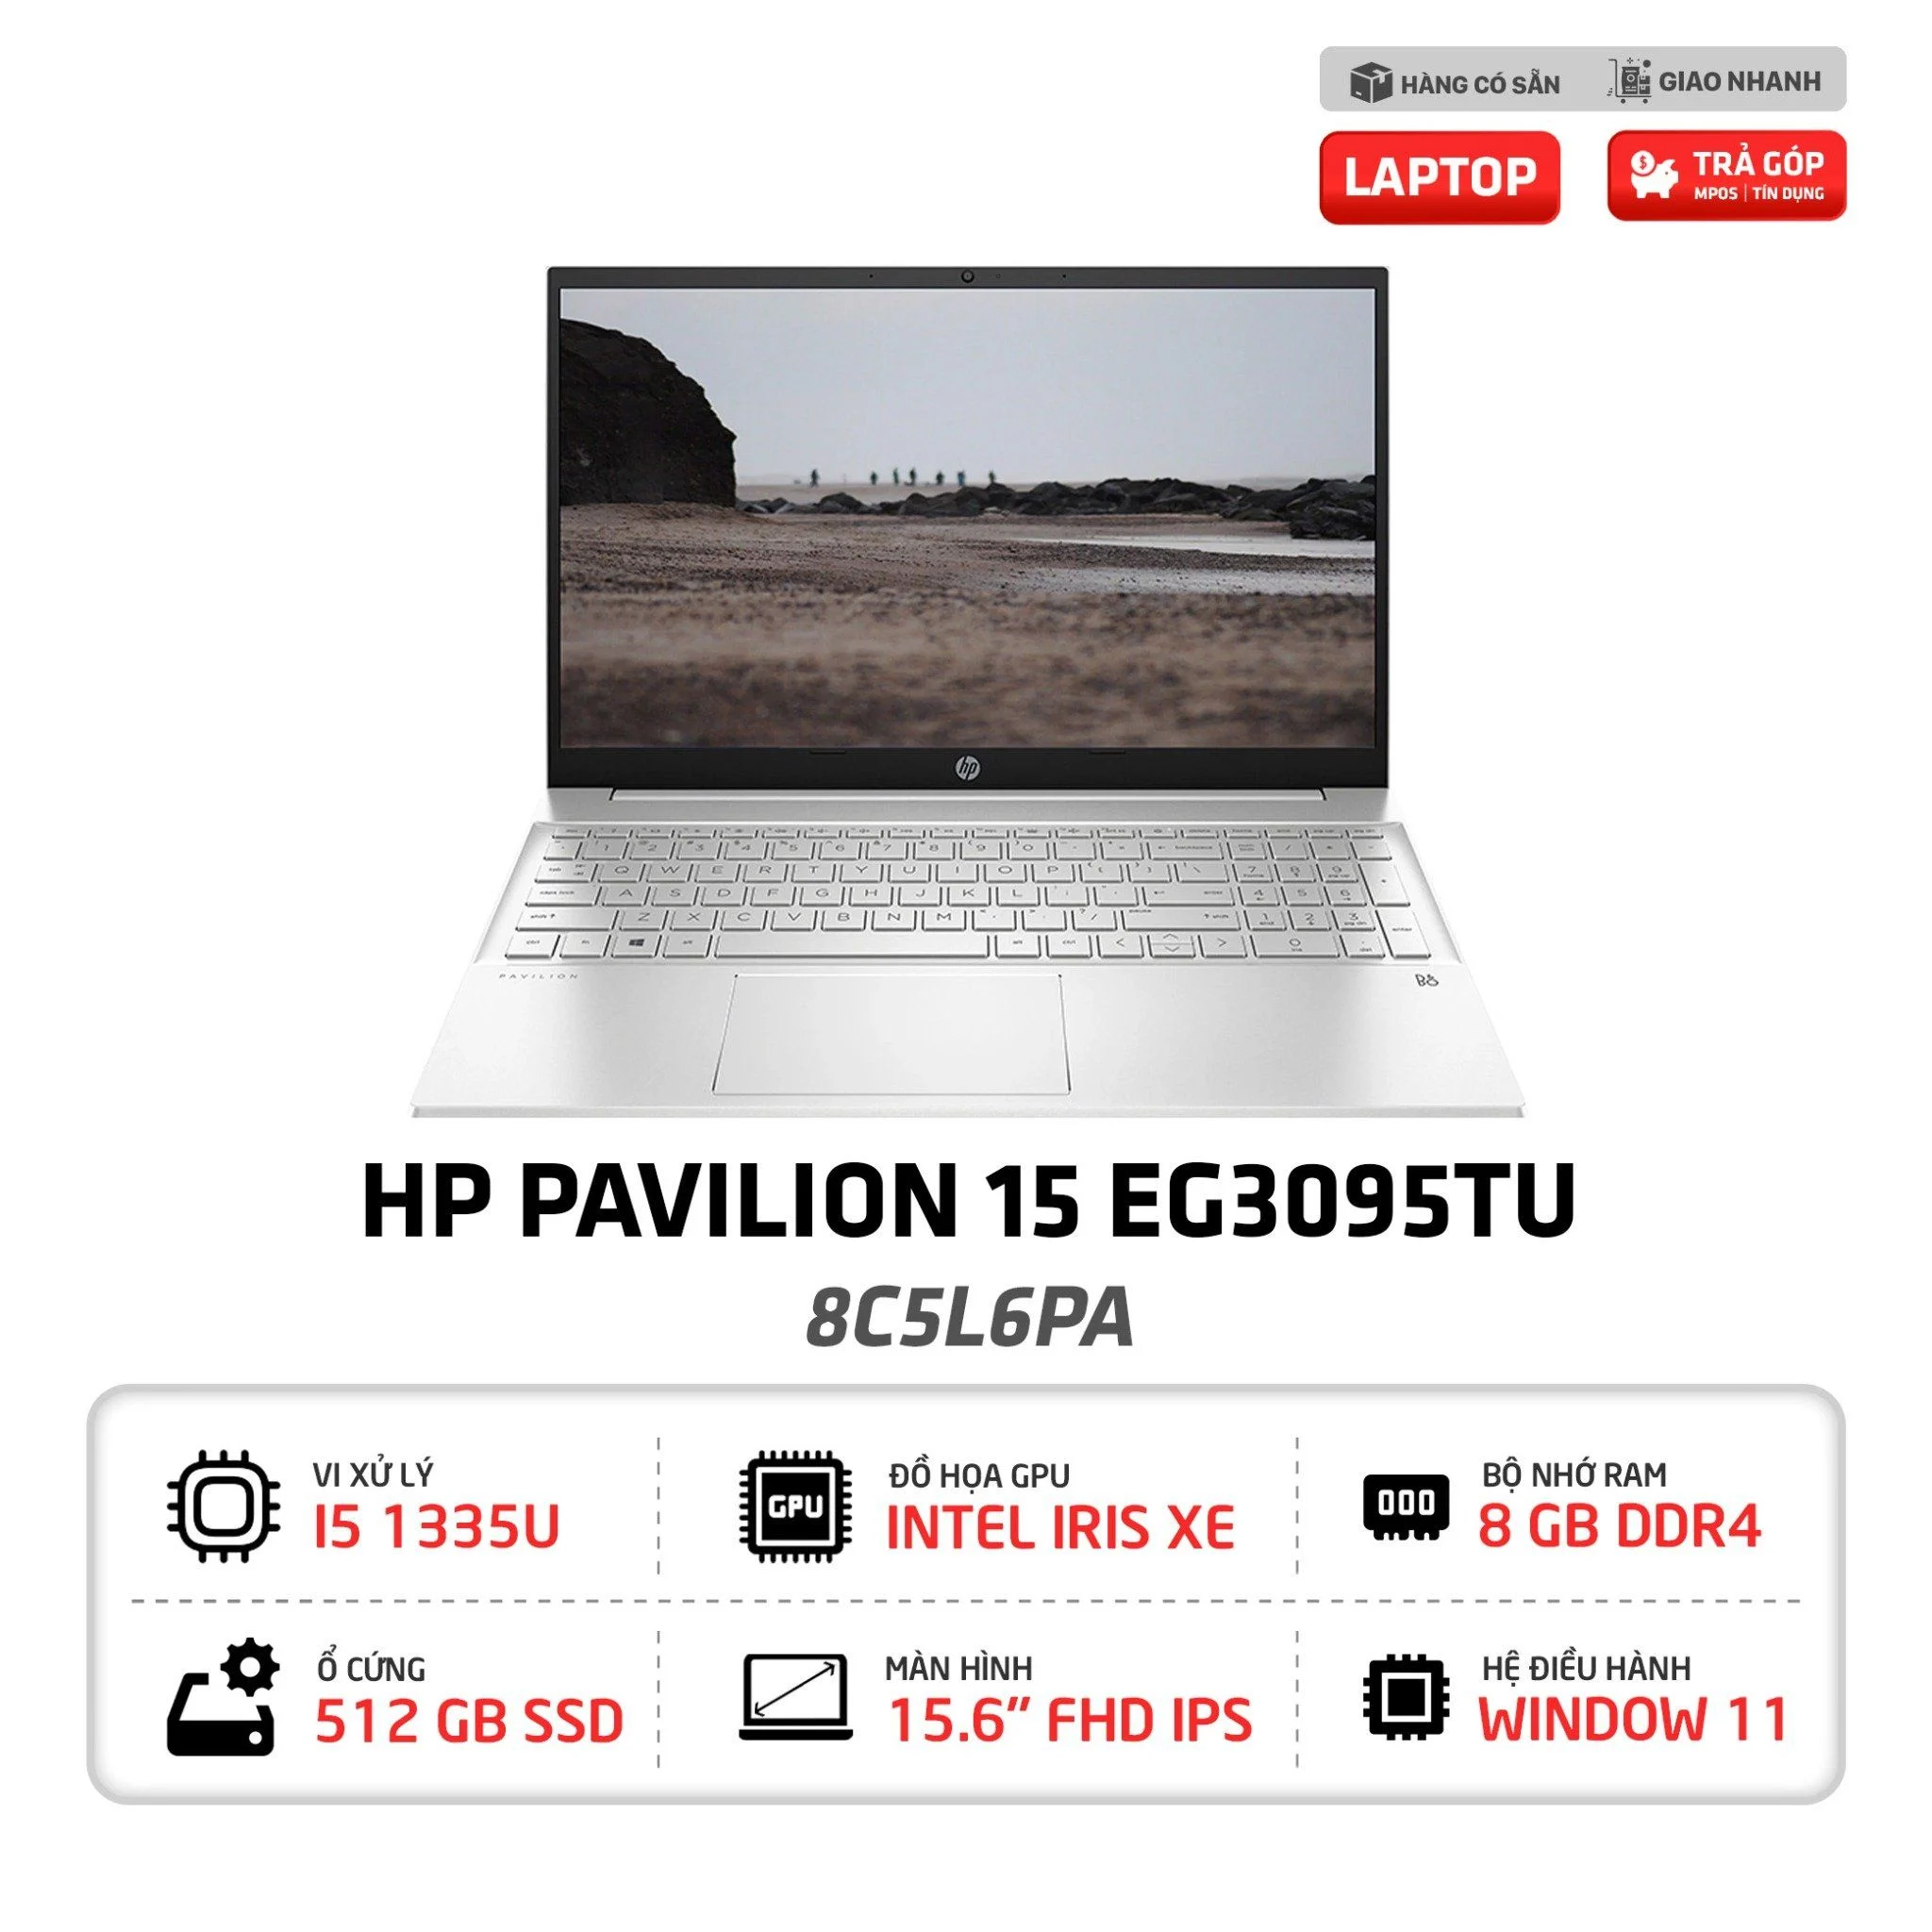 HÀNG CÓ SẴN GIAO NHANH
LAPTOP
TRẢ GÓP
MPOS | TÍN DỤNG
hp
PAVILION
B&O
HP PAVILION 15 EG3095TU
8C5L6PA
VI XỬ LÝ
I5 1335U
GPU
ĐỒ HỌA GPU
INTEL IRIS XE
BỘ NHỚ RAM
8 GB DDR4
Ổ CỨNG
512 GB SSD
MÀN HÌNH
15.6” FHD IPS
HỆ ĐIỀU HÀNH
WINDOW 11